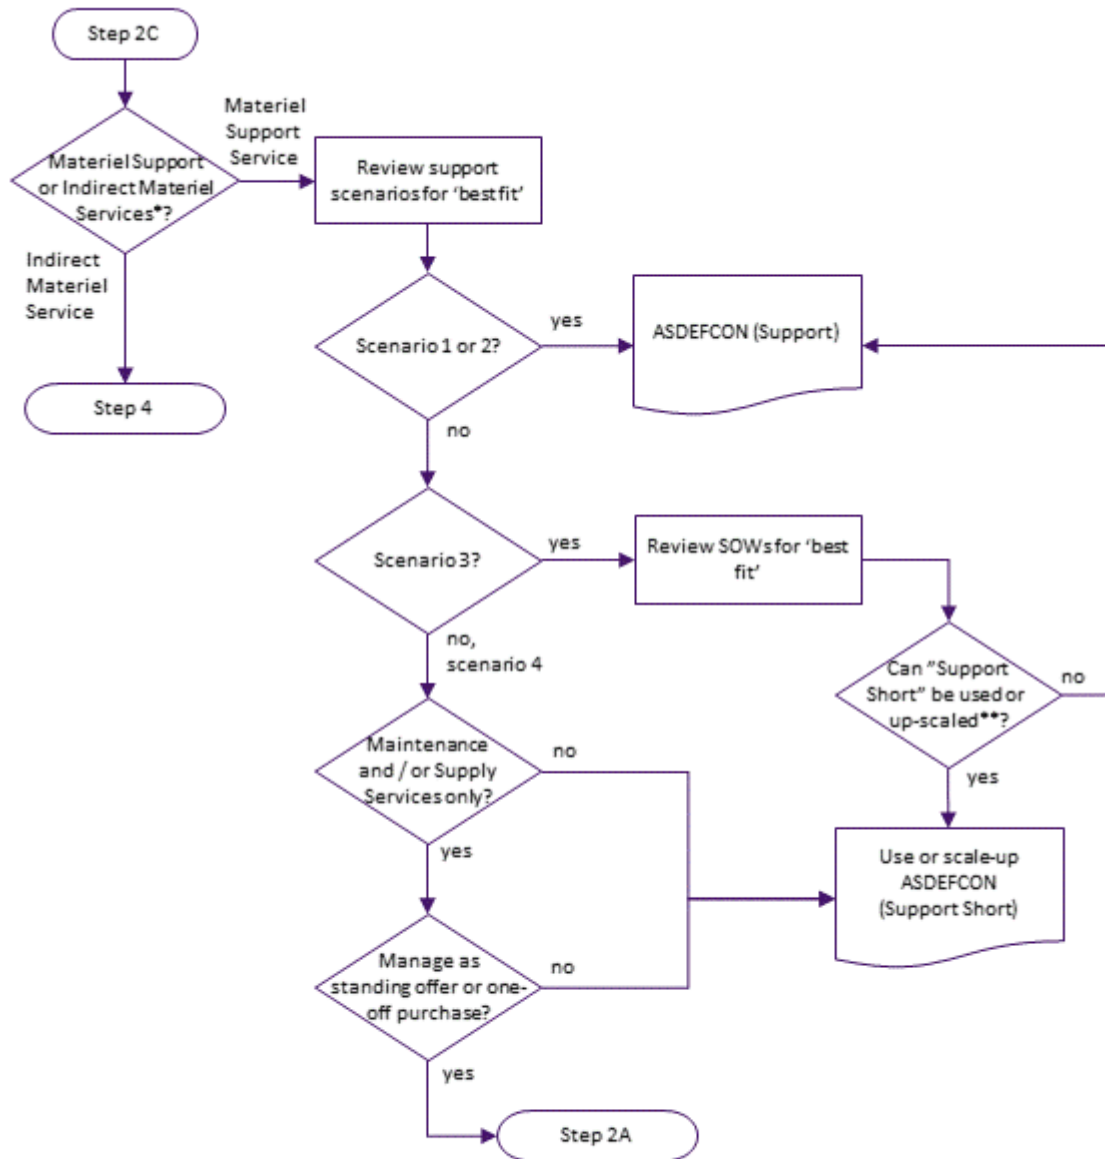 Step 2C
Materiel Support
or Indirect Materiel
Services*?
Materiel
Support
Service
Review support
scenarios for ‘best fit’
Indirect
Materiel
Service
Step 4
Scenario 1 or 2?
yes
ASDEFCON (Support)
no
Scenario 3?
yes
Review SOWs for ‘best
fit’
no,
scenario 4
Can ”Support
Short” be used or
up-scaled**?
no
yes
Maintenance
and / or Supply
Services only?
no
yes
Use or scale-up
ASDEFCON
(Support Short)
Manage as
standing offer or one-
off purchase?
no
yes
Step 2A